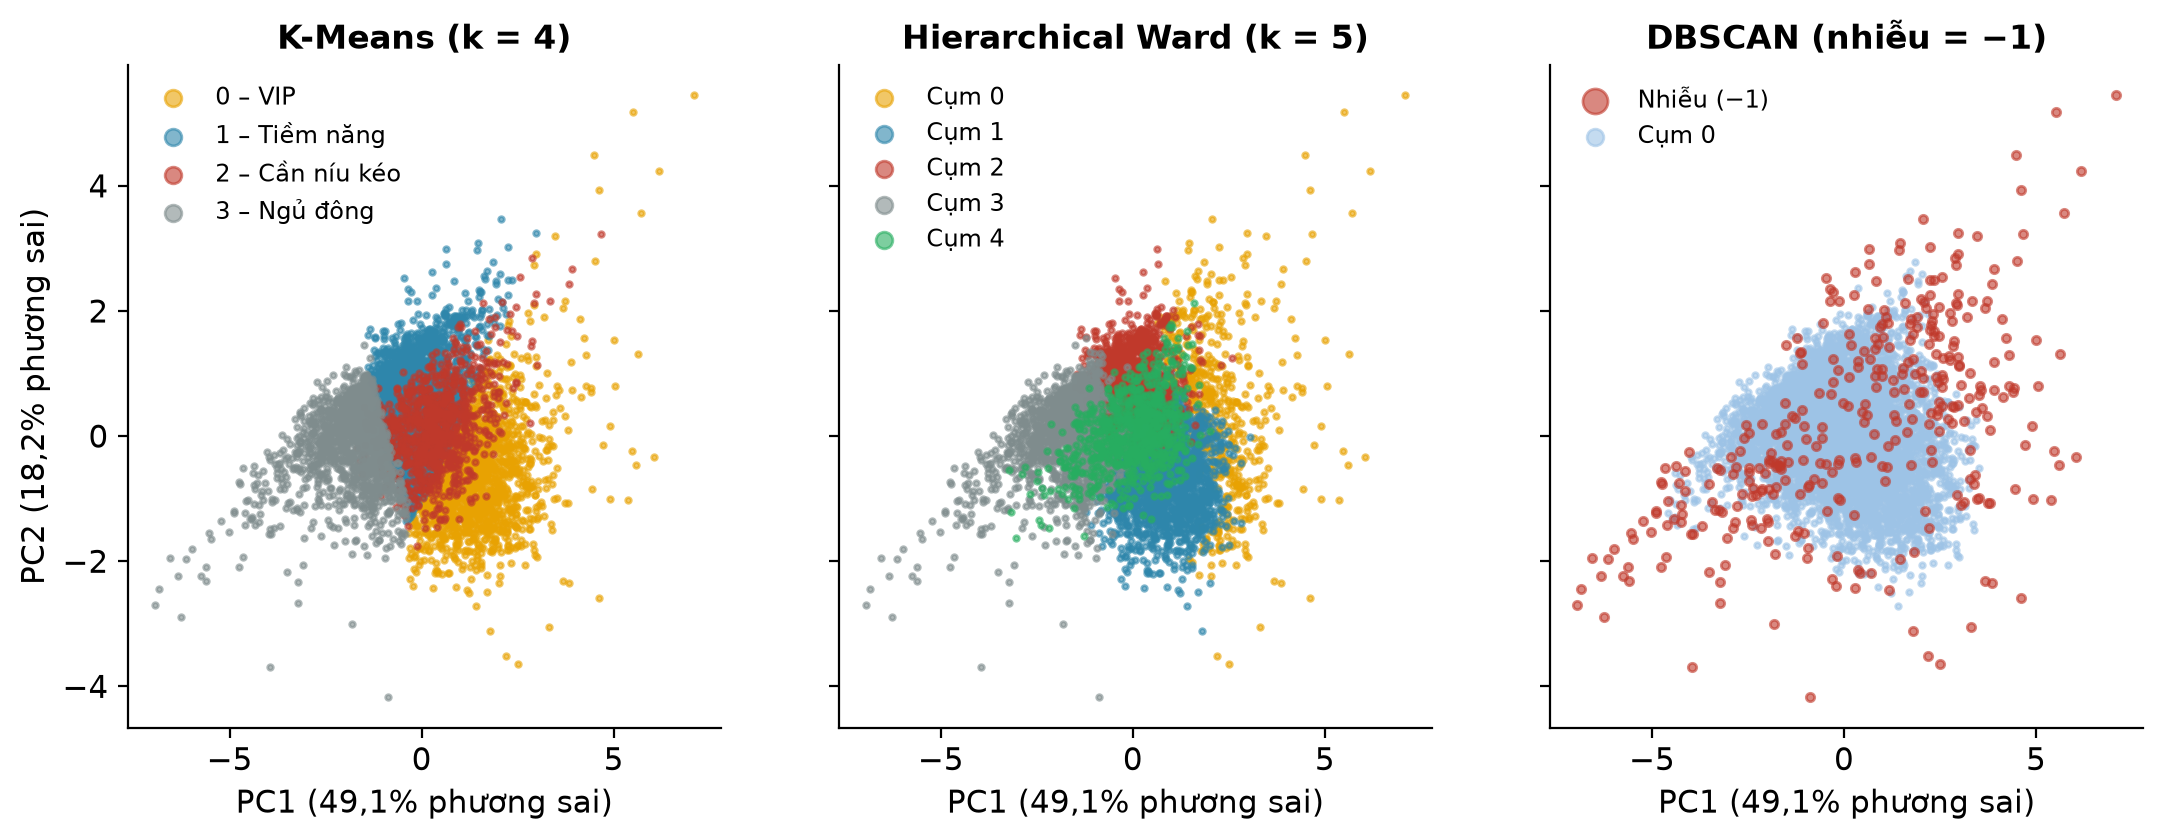 K-Means (k = 4)
0 – VIP
1 – Tiềm năng
2 – Cần níu kéo
3 – Ngủ đông
PC2 (18,2% phương sai)
4
2
0
−2
−4
−5
0
5
PC1 (49,1% phương sai)
Hierarchical Ward (k = 5)
Cụm 0
Cụm 1
Cụm 2
Cụm 3
Cụm 4
−5
0
5
PC1 (49,1% phương sai)
DBSCAN (nhiễu = −1)
Nhiễu (−1)
Cụm 0
−5
0
5
PC1 (49,1% phương sai)